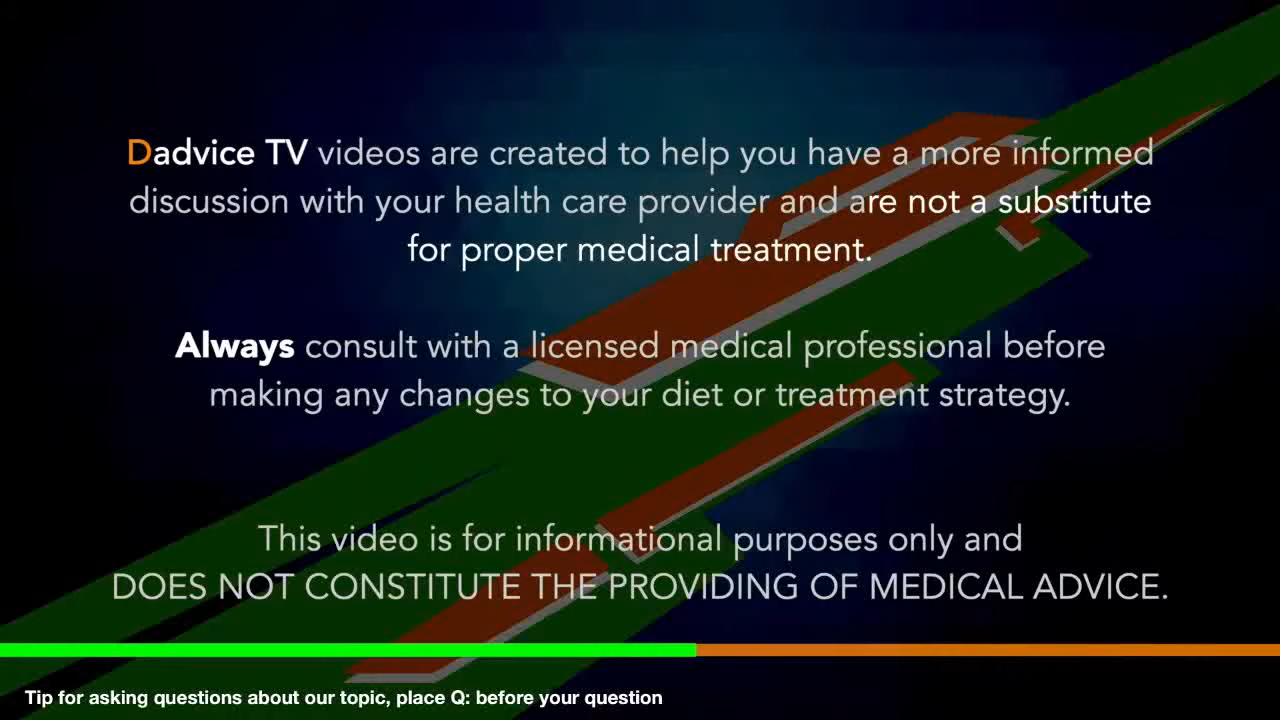 Dadvice TV videos are created to help you have a more informed
discussion with your health care provider and are not a substitute
for proper medical treatment.
Always consult with a licensed medical professional before
making any changes to your diet or treatment strategy.
This video is for informational purposes only and
DOES NOT CONSTITUTE THE PROVIDING OF MEDICAL ADVICE.
Tip for asking questions about our topic, place Q: before your question